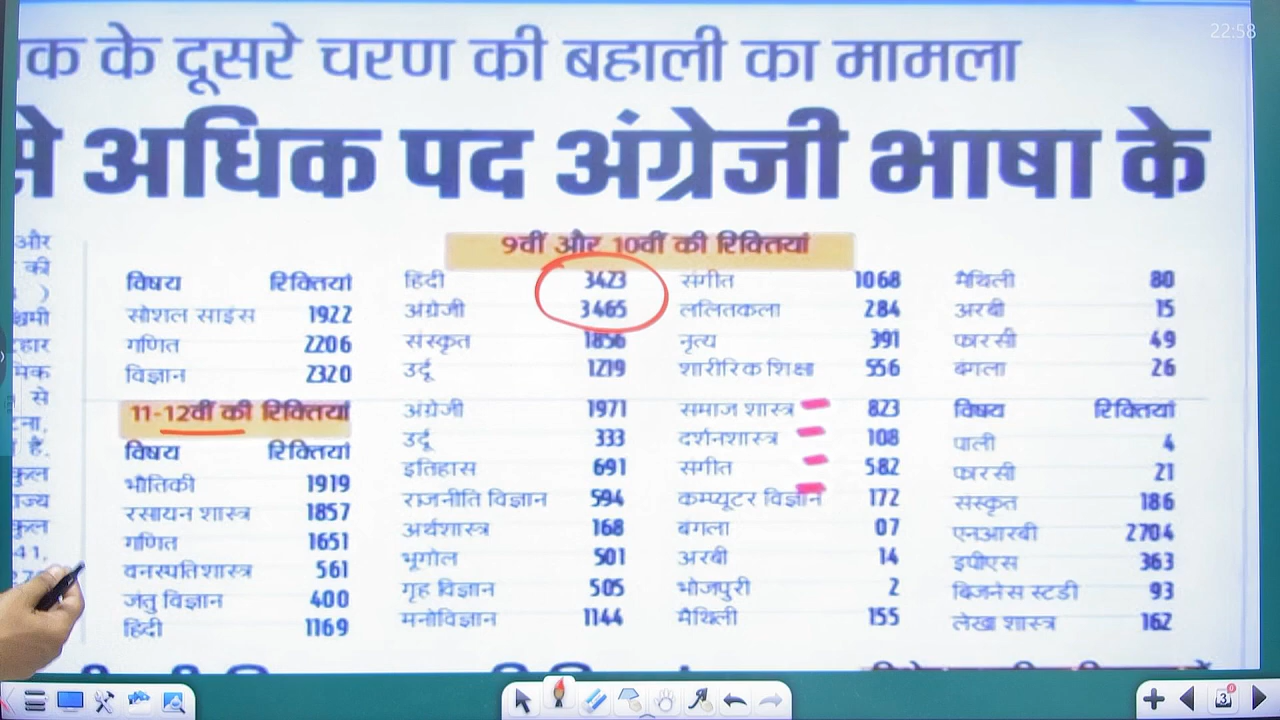 22:58
के दूसरे चरण की बहाली का मामला
से अधिक पद अंग्रेजी भाषा के
और
की
)
से
है.
41,
9वीं और 10वीं की रिक्तियां
विषय रिक्तियां
सोशल साइंस 1922
गणित 2206
विज्ञान 2320
हिंदी 3423
अंग्रेजी 3465
संस्कृत 1856
उर्दू 1219
संगीत 1068
ललितकला 284
नृत्य 391
शारीरिक शिक्षा 556
मैथिली 80
अरबी 15
फारसी 49
बंगला 26
11-12वीं की रिक्तियां
विषय रिक्तियां
भौतिकी 1919
रसायन शास्त्र 1857
गणित 1651
वनस्पति शास्त्र 561
जंतु विज्ञान 400
हिंदी 1169
अंग्रेजी 1971
उर्दू 333
इतिहास 691
राजनीति विज्ञान 594
अर्थशास्त्र 168
भूगोल 501
गृह विज्ञान 505
मनोविज्ञान 1144
समाज शास्त्र 823
दर्शनशास्त्र 108
संगीत 582
कम्प्यूटर विज्ञान 172
बंगला 07
अरबी 14
भोजपुरी 2
मैथिली 155
विषय रिक्तियां
पाली 4
फारसी 21
संस्कृत 186
एनआरबी 2704
इपीएस 363
बिजनेस स्टडी 93
लेखा शास्त्र 162
3